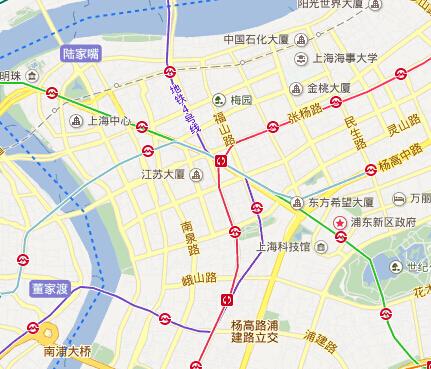 阳光世界大厦
中国石化大厦
陆家嘴
上海海事大学
明珠
地铁4号线
梅园
金桃大厦
福山路
张杨路
民生路
灵山路
上海中心
杨高中路
江苏大厦
东方希望大厦
万丽
浦东新区政府
南泉路
上海科技馆
世纪
峨山路
董家渡
花木
杨高路浦
建路立交
浦建路
南浦大桥